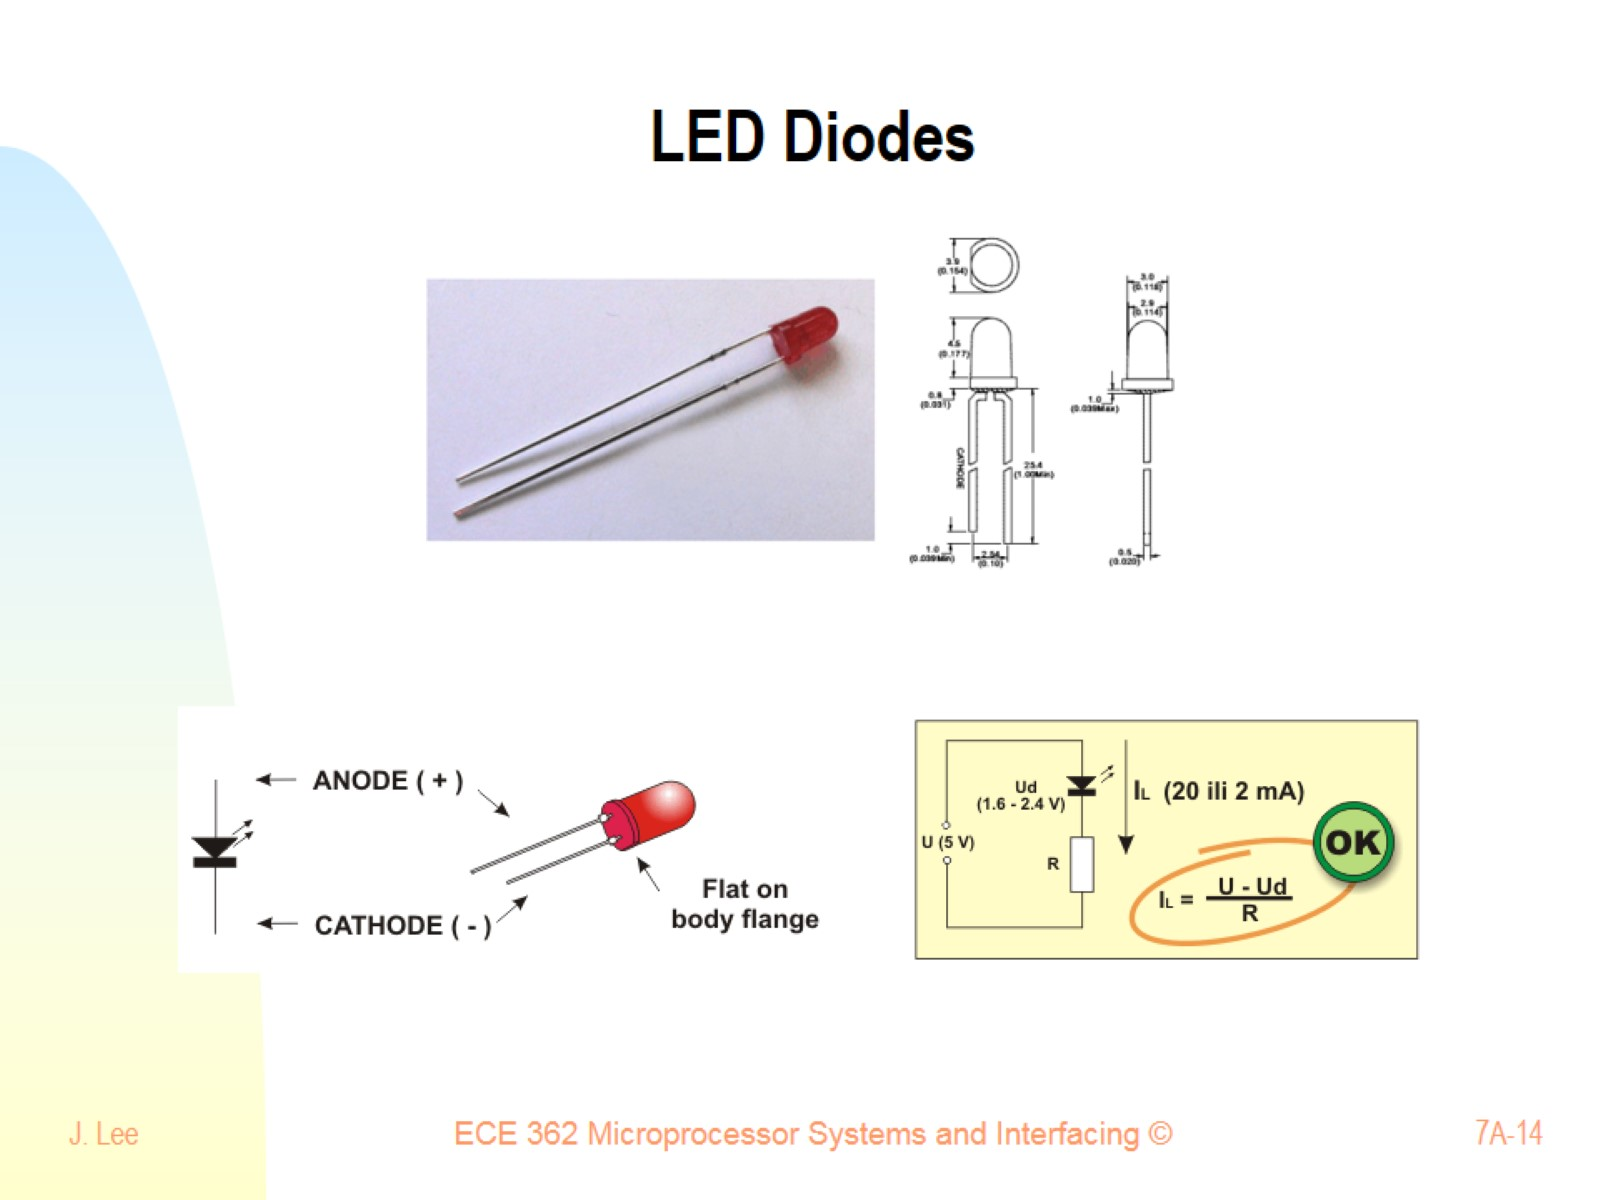 LED Diodes
3.9
(0.154)
3.0
(0.118)
2.9
(0.114)
4.5
(0.177)
0.8
(0.031)
1.0
(0.039Max)
CATHODE
25.4
(1.00Min)
1.0
(0.039Min)
2.54
(0.10)
0.5
(0.020)
ANODE ( + )
CATHODE ( - )
Flat on
body flange
Ud
(1.6 - 2.4 V)
IL (20 ili 2 mA)
U (5 V)
R
OK
IL = U - Ud
R
J. Lee
ECE 362 Microprocessor Systems and Interfacing ©
7A-14